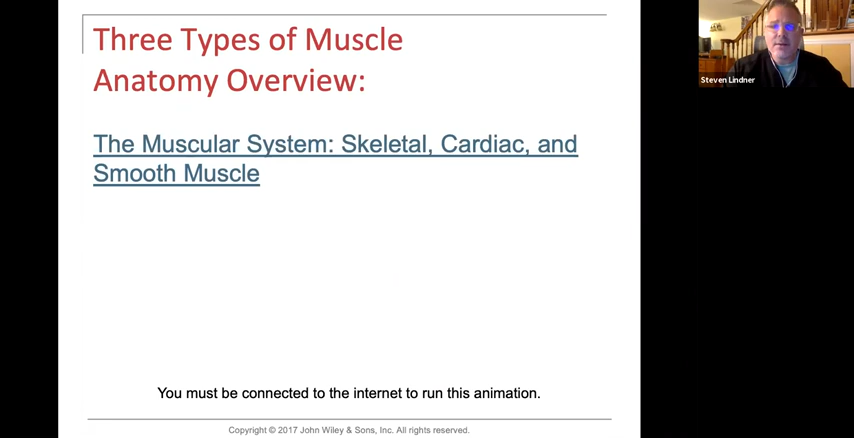 Three Types of Muscle
Anatomy Overview:
The Muscular System: Skeletal, Cardiac, and
Smooth Muscle
You must be connected to the internet to run this animation.
Copyright © 2017 John Wiley & Sons, Inc. All rights reserved.
Steven Lindner